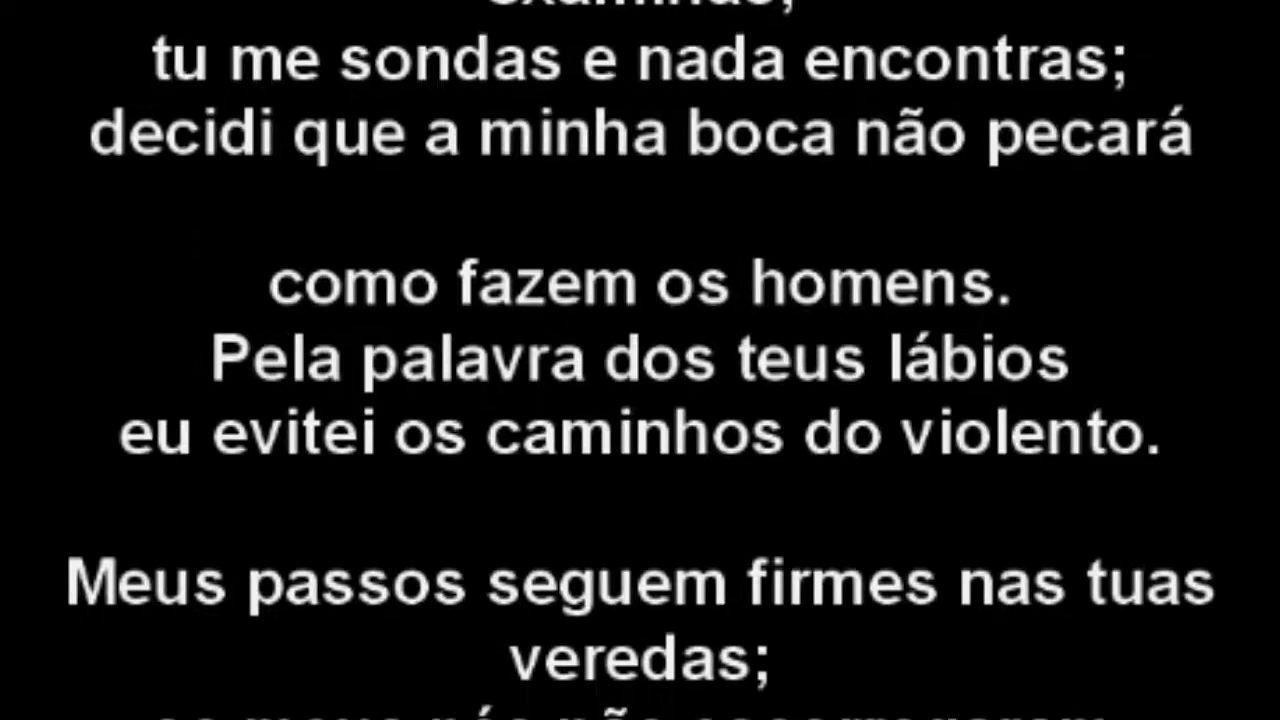 tu me sondas e nada encontras;
decidi que a minha boca não pecará
como fazem os homens.
Pela palavra dos teus lábios
eu evitei os caminhos do violento.
Meus passos seguem firmes nas tuas
veredas;